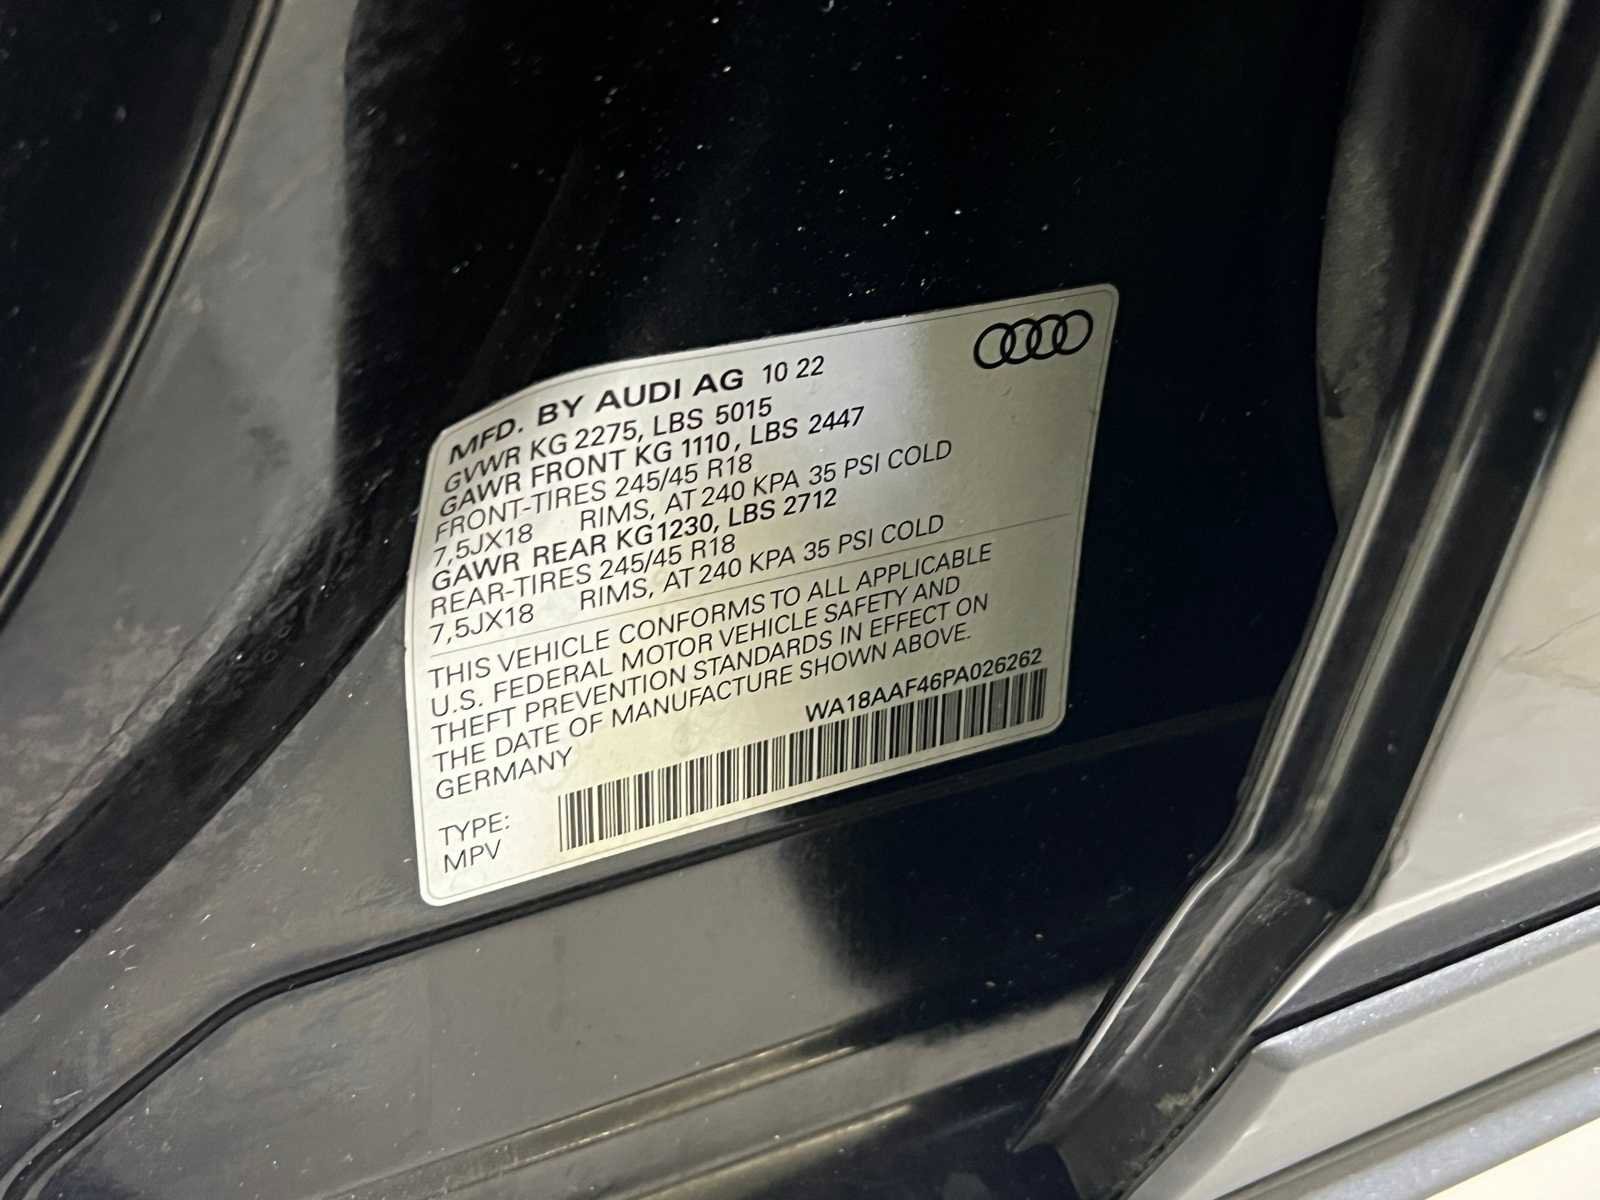 MFD. BY AUDI AG 10 22
GVWR KG 2275, LBS 5015
GAWR FRONT KG 1110, LBS 2447
FRONT-TIRES 245/45 R18
7,5JX18 RIMS, AT 240 KPA 35 PSI COLD
GAWR REAR KG1230, LBS 2712
REAR-TIRES 245/45 R18
7,5JX18 RIMS, AT 240 KPA 35 PSI COLD
THIS VEHICLE CONFORMS TO ALL APPLICABLE
U.S. FEDERAL MOTOR VEHICLE SAFETY AND
THEFT PREVENTION STANDARDS IN EFFECT ON
THE DATE OF MANUFACTURE SHOWN ABOVE.
GERMANY
WA18AAF46PA026262
TYPE:
MPV